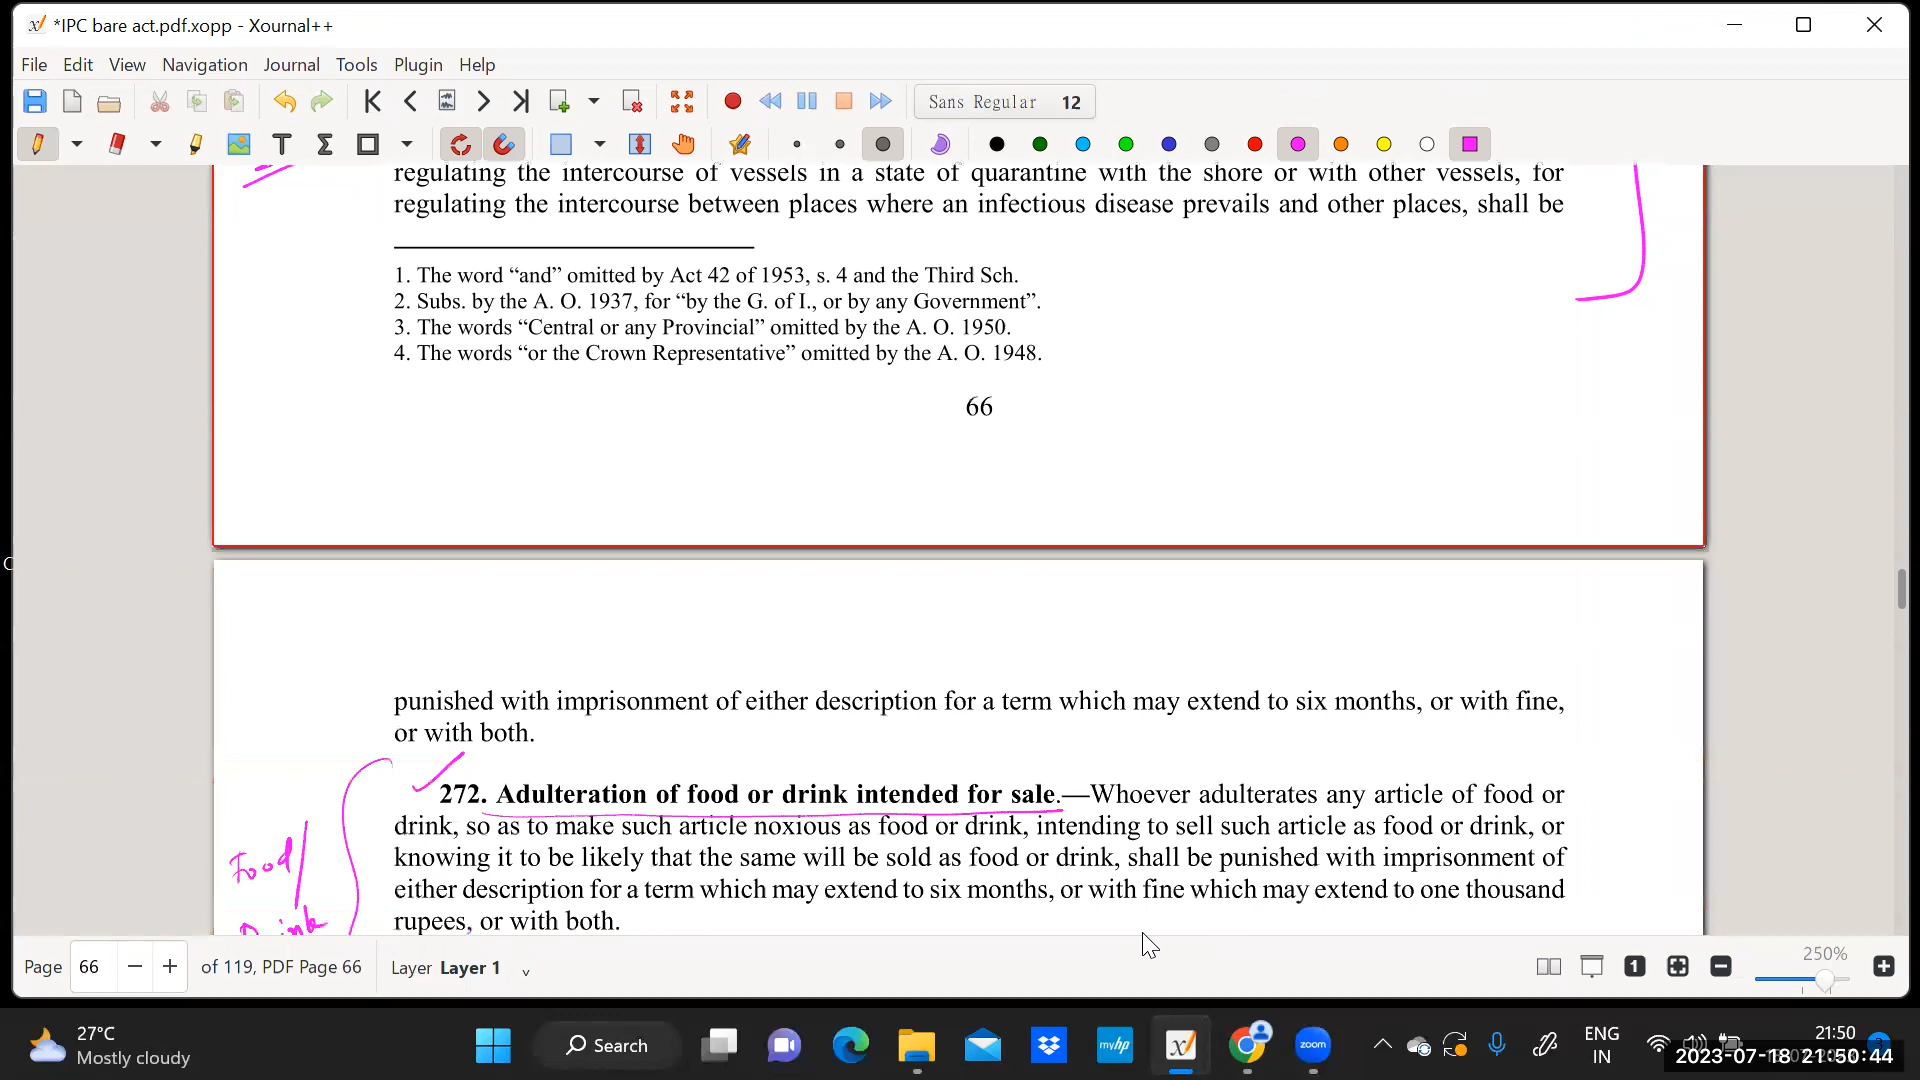 *IPC bare act.pdf.xopp - Xournal++
File Edit View Navigation Journal Tools Plugin Help
Sans Regular 12
regulating the intercourse of vessels in a state of quarantine with the shore or with other vessels, for
regulating the intercourse between places where an infectious disease prevails and other places, shall be
1. The word “and” omitted by Act 42 of 1953, s. 4 and the Third Sch.
2. Subs. by the A. O. 1937, for “by the G. of I., or by any Government”.
3. The words “Central or any Provincial” omitted by the A. O. 1950.
4. The words “or the Crown Representative” omitted by the A. O. 1948.
66
punished with imprisonment of either description for a term which may extend to six months, or with fine,
or with both.
272. Adulteration of food or drink intended for sale.—Whoever adulterates any article of food or
drink, so as to make such article noxious as food or drink, intending to sell such article as food or drink, or
knowing it to be likely that the same will be sold as food or drink, shall be punished with imprisonment of
either description for a term which may extend to six months, or with fine which may extend to one thousand
rupees, or with both.
Food/
Drink
Page 66 of 119, PDF Page 66 Layer Layer 1
250%
27°C
Mostly cloudy
Search
myhp
zoom
ENG
IN
21:50
2023-07-18 21:50:44